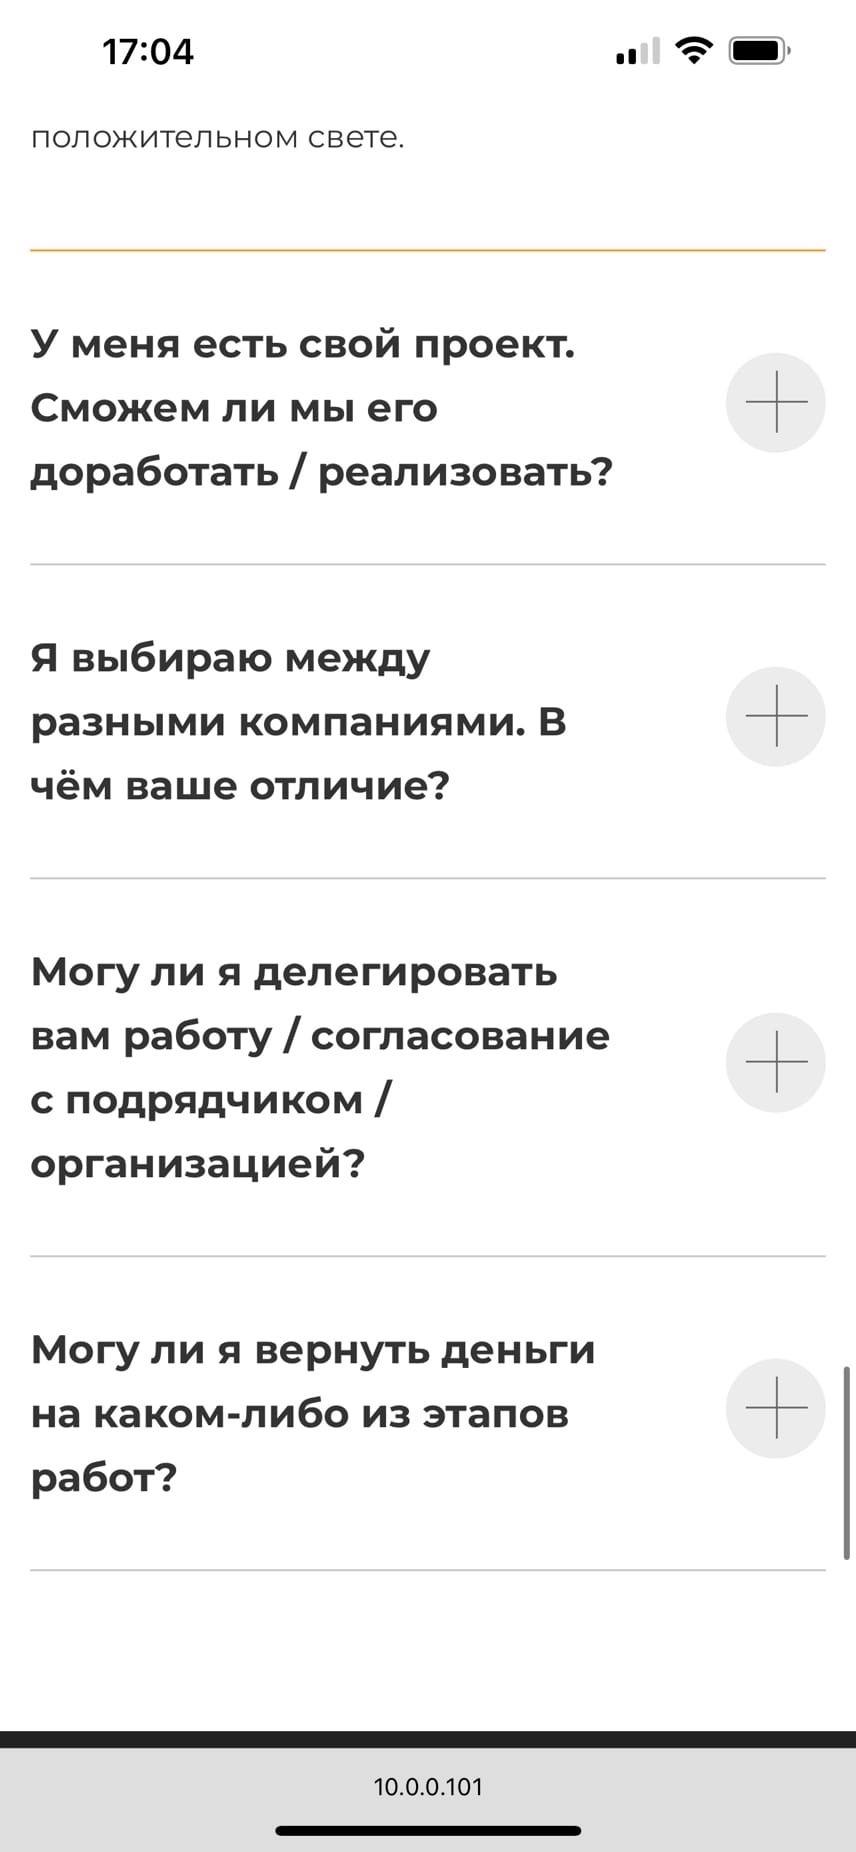 17:04
положительном свете.
У меня есть свой проект.
Сможем ли мы его
доработать / реализовать?
Я выбираю между
разными компаниями. В
чём ваше отличие?
Могу ли я делегировать
вам работу / согласование
с подрядчиком /
организацией?
Могу ли я вернуть деньги
на каком-либо из этапов
работ?
10.0.0.101